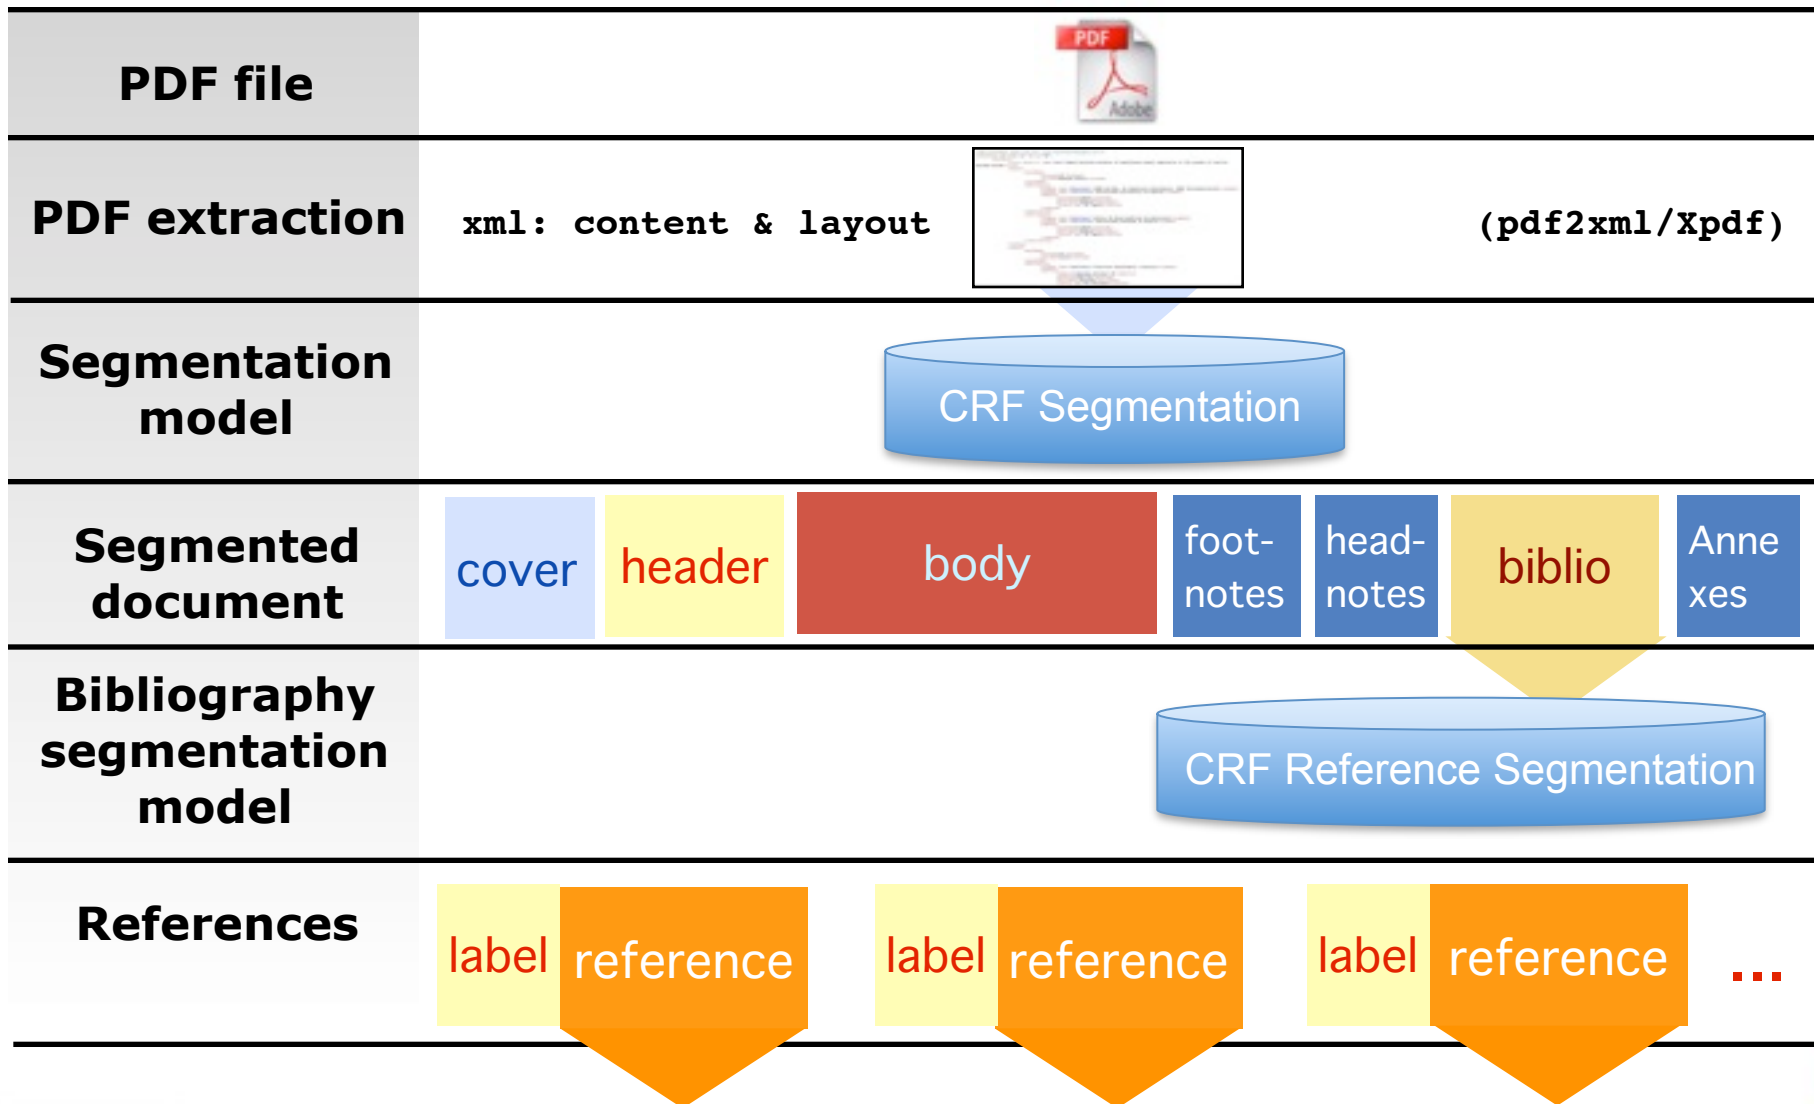 PDF file
PDF
Adobe
PDF extraction
xml: content & layout
(pdf2xml/Xpdf)
Segmentation
model
CRF Segmentation
Segmented
document
cover
header
body
foot-
notes
head-
notes
biblio
Anne
xes
Bibliography
segmentation
model
CRF Reference Segmentation
References
label
reference
label
reference
label
reference
...